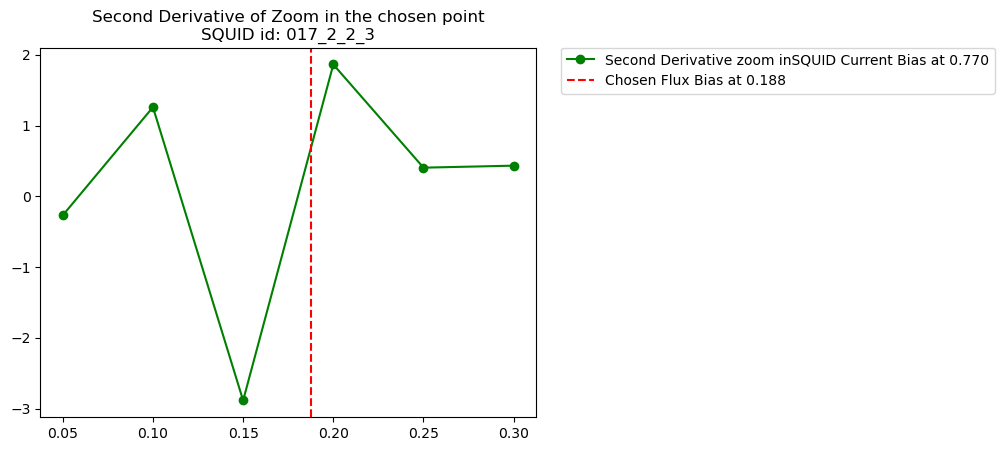 Second Derivative of Zoom in the chosen point
SQUID id: 017_2_2_3
Second Derivative zoom inSQUID Current Bias at 0.770
Chosen Flux Bias at 0.188
2
1
0
−1
−2
−3
0.05 0.10 0.15 0.20 0.25 0.30